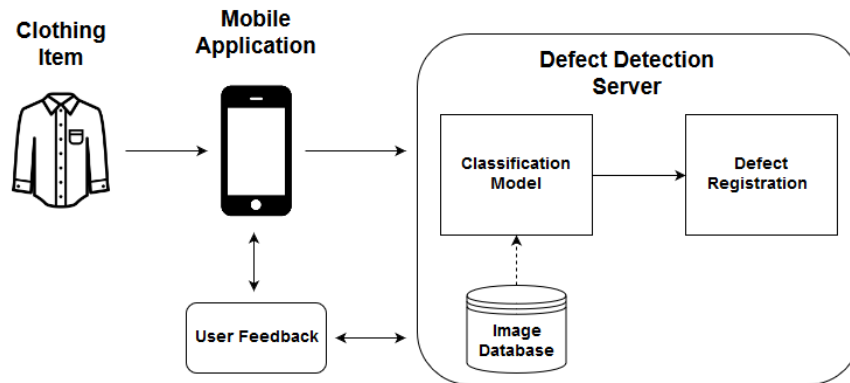 Clothing
Item
Mobile
Application
Defect Detection
Server
Classification
Model
Defect
Registration
User Feedback
Image
Database